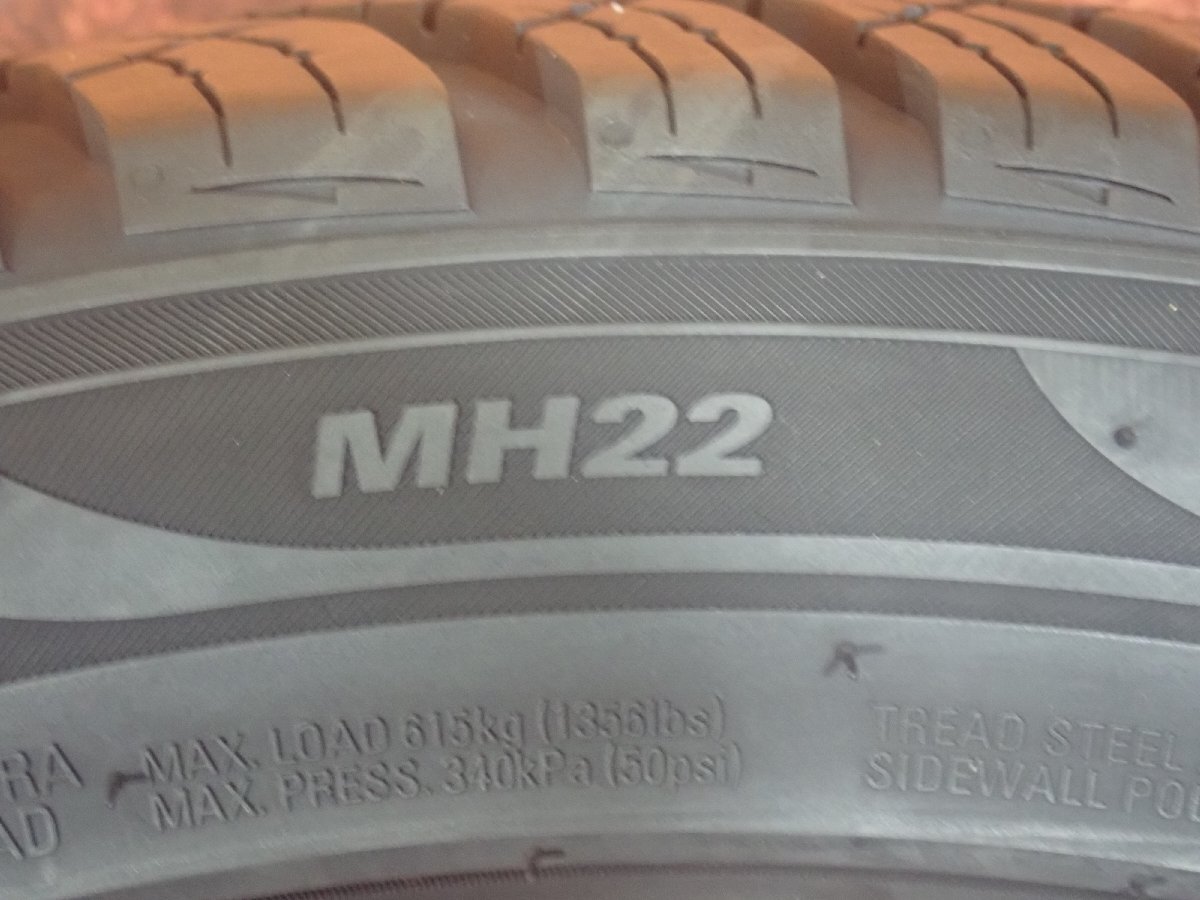 MH22
MAX. LOAD 615kg (1356lbs)
MAX. PRESS. 340kPa (50psi)
TREAD STEEL
SIDEWALL